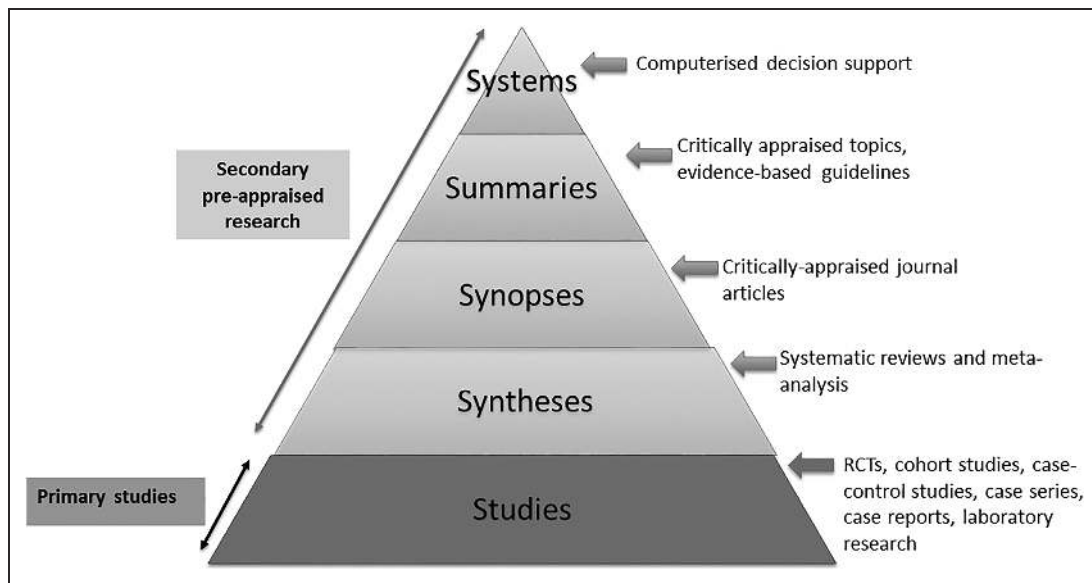 Systems
Computerised decision support
Critically appraised topics,
evidence-based guidelines
Secondary
pre-appraised
research
Summaries
Synopses
Critically-appraised journal
articles
Syntheses
Systematic reviews and meta-
analysis
Primary studies
Studies
RCTs, cohort studies, case-
control studies, case series,
case reports, laboratory
research